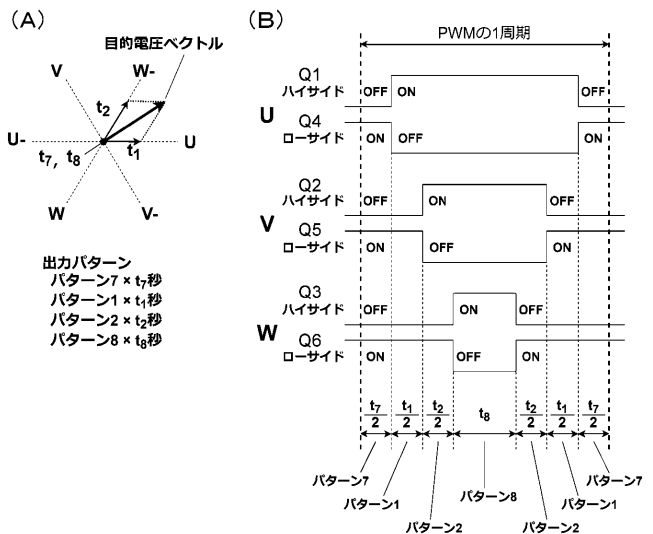 (A)
目的電圧ベクトル
V
W-
t2
U-
U
t7, t8
t1
W
V-
出力パターン
パターン7 × t7秒
パターン1 × t1秒
パターン2 × t2秒
パターン8 × t8秒
(B)
PWMの1周期
Q1
ハイサイド
OFF
ON
OFF
U
Q4
ローサイド
ON
OFF
ON
Q2
ハイサイド
OFF
ON
OFF
V
Q5
ローサイド
ON
OFF
ON
Q3
ハイサイド
OFF
ON
OFF
W
Q6
ローサイド
ON
OFF
ON
t7/2
t1/2
t2/2
t8
t2/2
t1/2
t7/2
パターン7
パターン1
パターン2
パターン8
パターン2
パターン1
パターン7